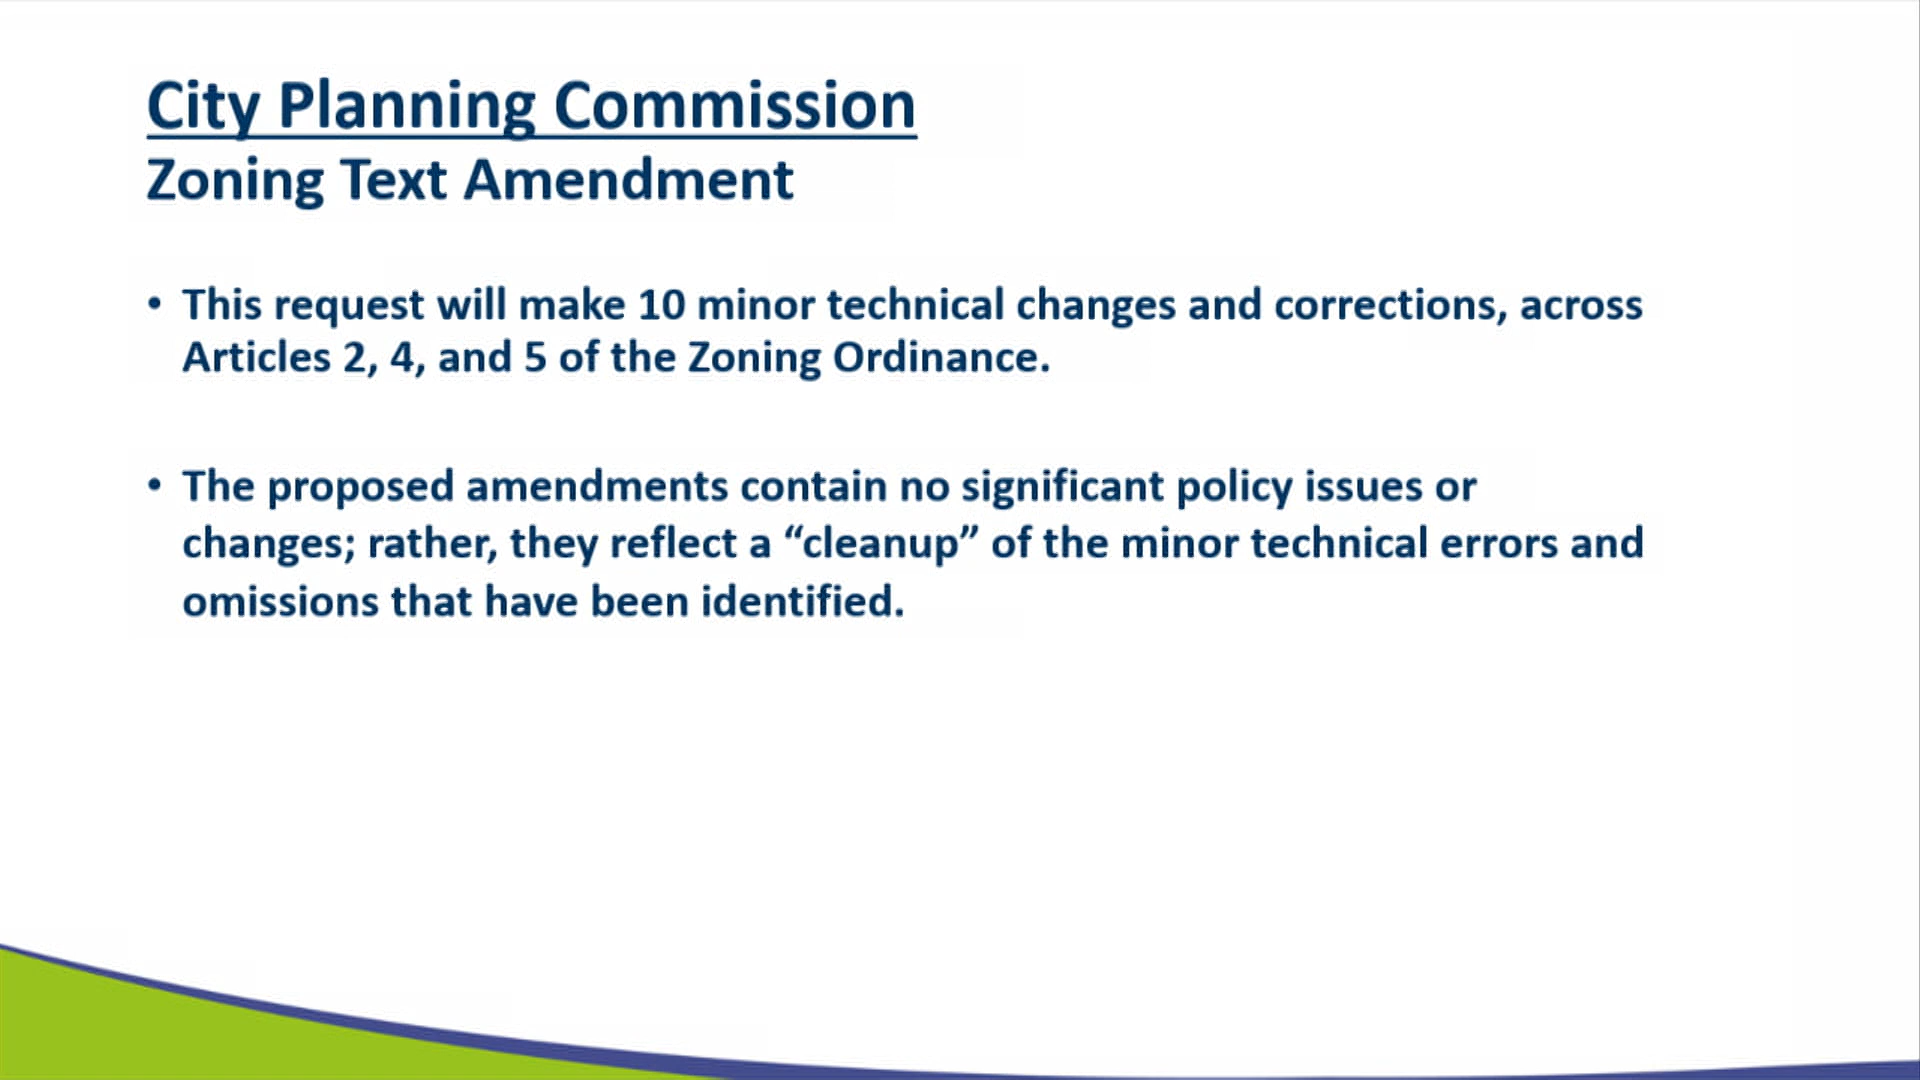 City Planning Commission
Zoning Text Amendment
• This request will make 10 minor technical changes and corrections, across
Articles 2, 4, and 5 of the Zoning Ordinance.
• The proposed amendments contain no significant policy issues or
changes; rather, they reflect a “cleanup” of the minor technical errors and
omissions that have been identified.